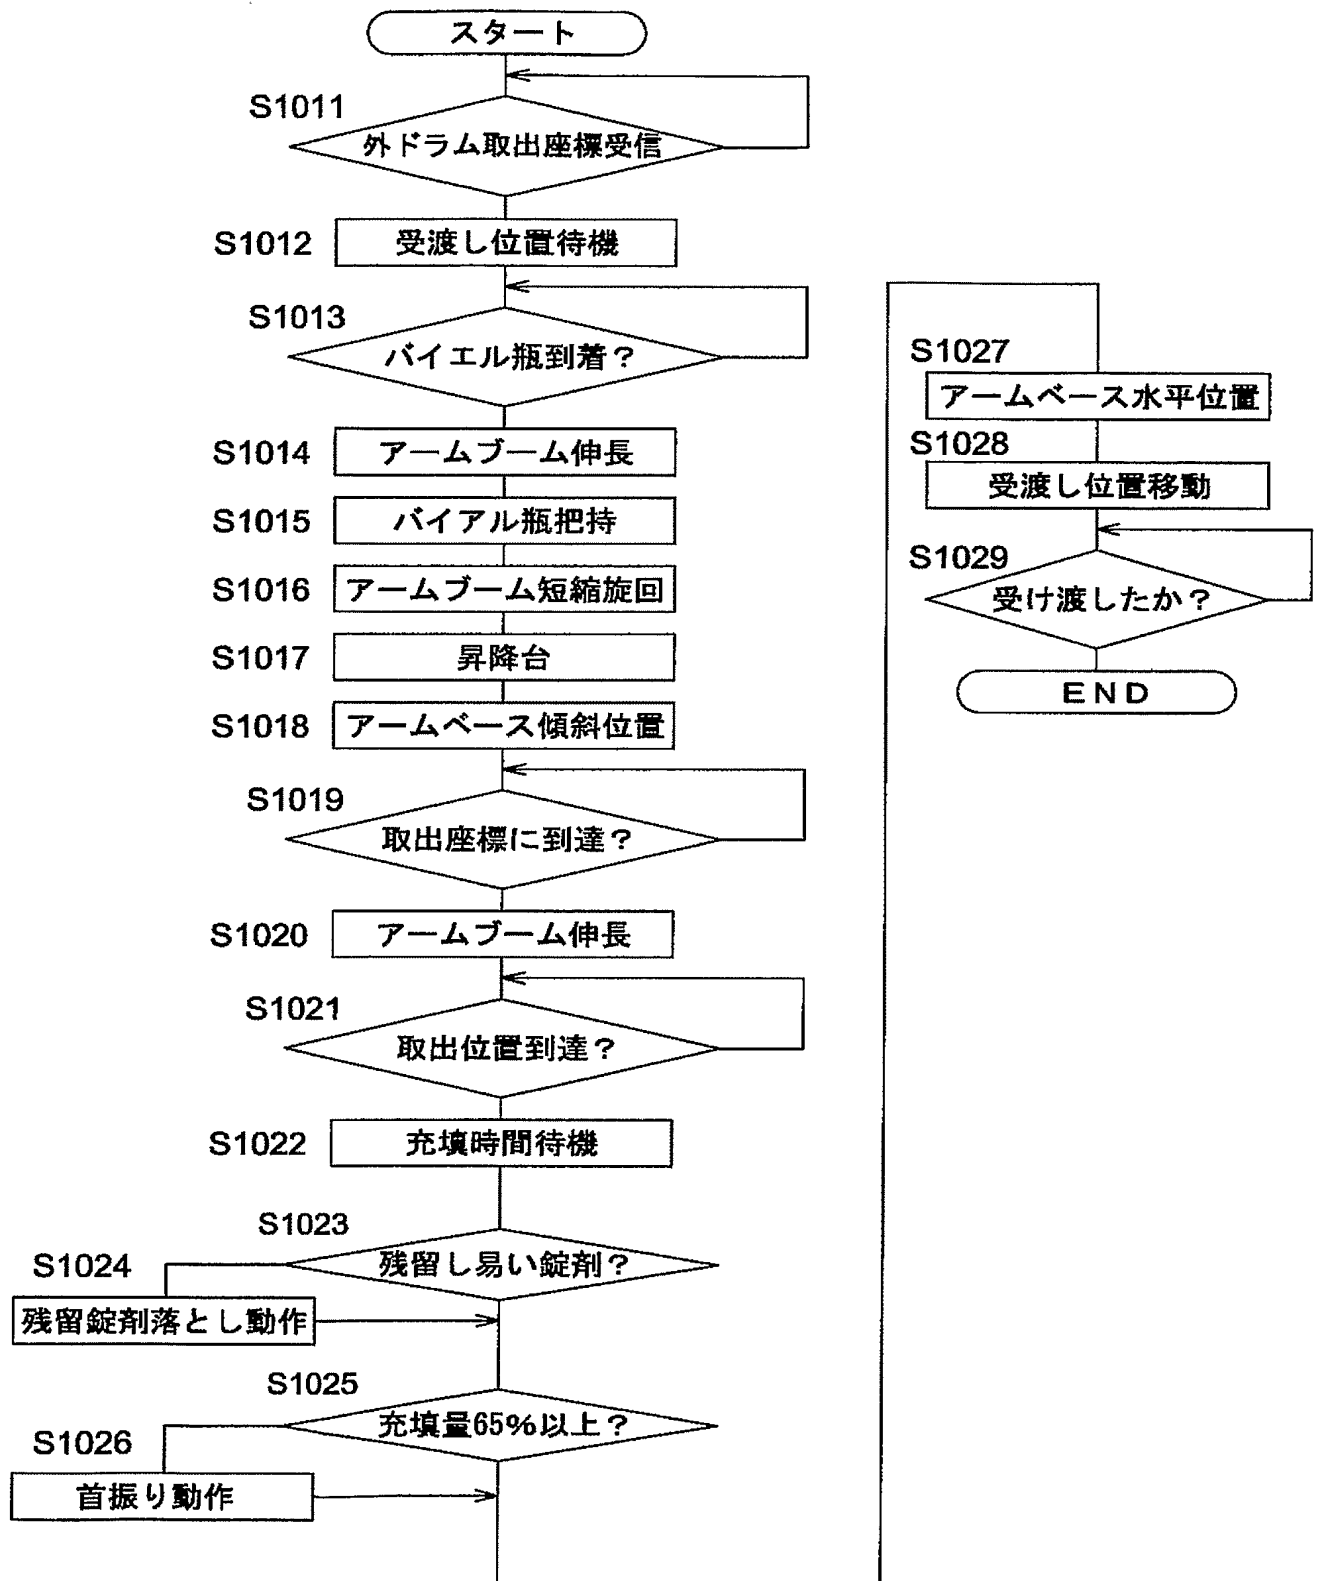 スタート
S1011
外ドラム取出座標受信
S1012
受渡し位置待機
S1013
バイエル瓶到着？
S1014
アームブーム伸長
S1015
バイアル瓶把持
S1016
アームブーム短縮旋回
S1017
昇降台
S1018
アームベース傾斜位置
S1019
取出座標に到達？
S1020
アームブーム伸長
S1021
取出位置到達？
S1022
充填時間待機
S1023
残留し易い錠剤？
S1024
残留錠剤落とし動作
S1025
充填量65%以上？
S1026
首振り動作
S1027
アームベース水平位置
S1028
受渡し位置移動
S1029
受け渡したか？
END